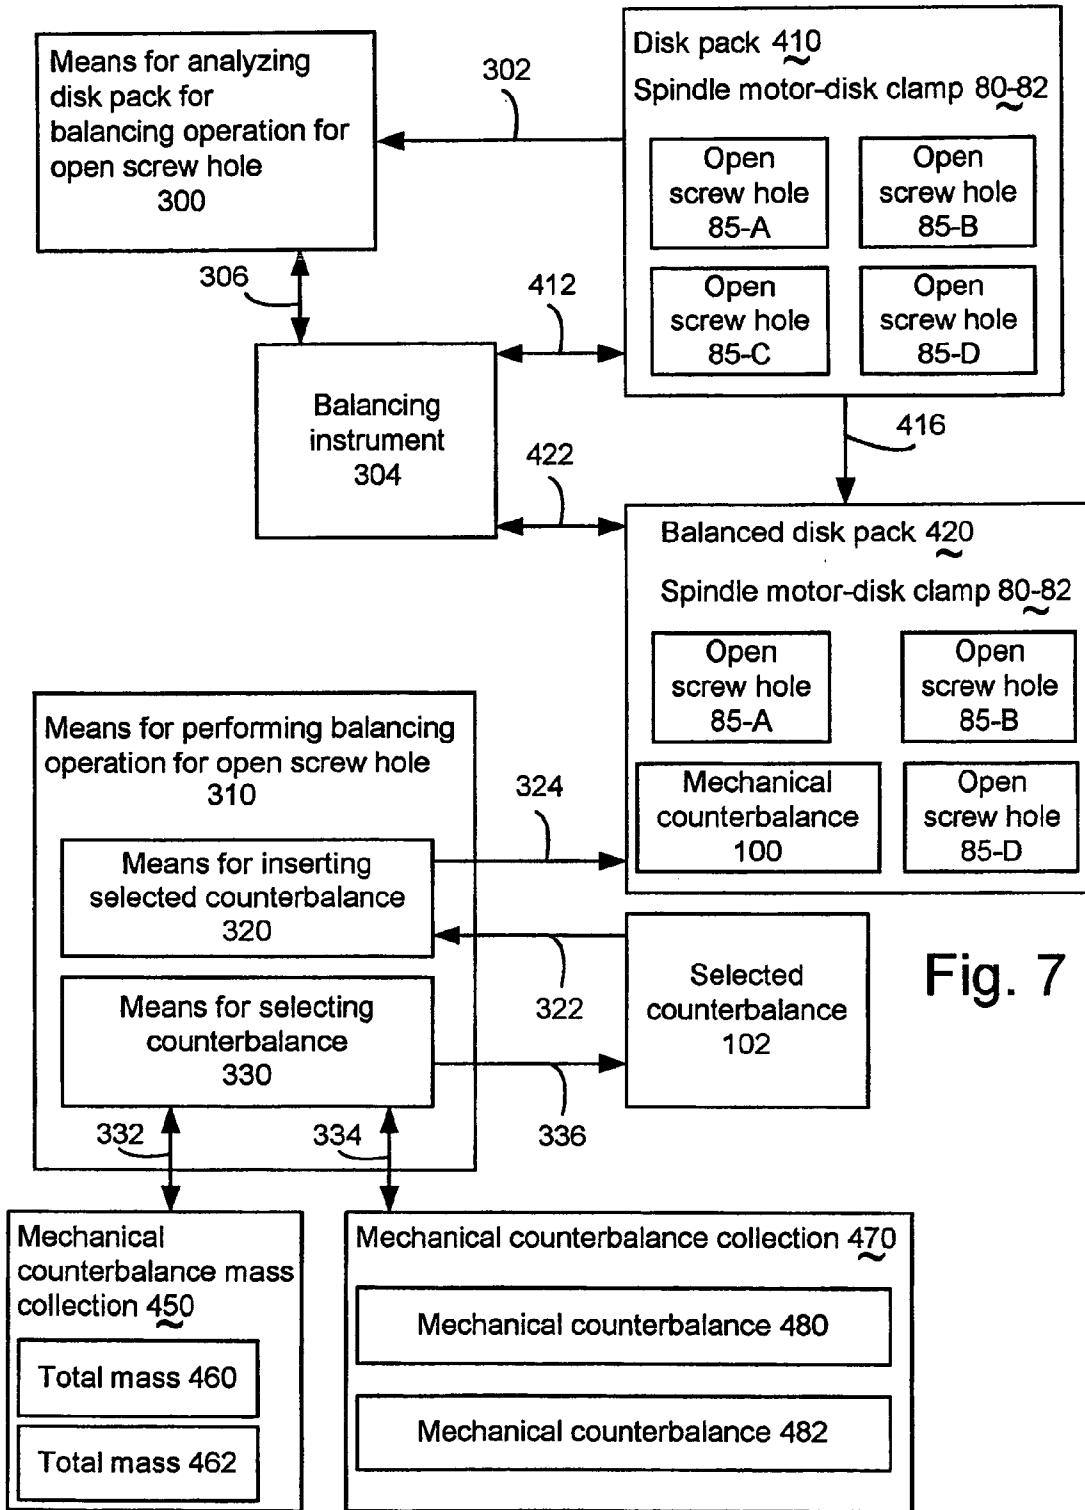 Means for analyzing
disk pack for
balancing operation for
open screw hole
300
302
Disk pack 410
Spindle motor-disk clamp 80-82
Open
screw hole
85-A
Open
screw hole
85-B
Open
screw hole
85-C
Open
screw hole
85-D
306
412
Balancing
instrument
304
416
422
Balanced disk pack 420
Spindle motor-disk clamp 80-82
Open
screw hole
85-A
Open
screw hole
85-B
Mechanical
counterbalance
100
Open
screw hole
85-D
Means for performing balancing
operation for open screw hole
310
324
Means for inserting
selected counterbalance
320
322
Means for selecting
counterbalance
330
Selected
counterbalance
102
Fig. 7
332
334
336
Mechanical
counterbalance mass
collection 450
Total mass 460
Total mass 462
Mechanical counterbalance collection 470
Mechanical counterbalance 480
Mechanical counterbalance 482